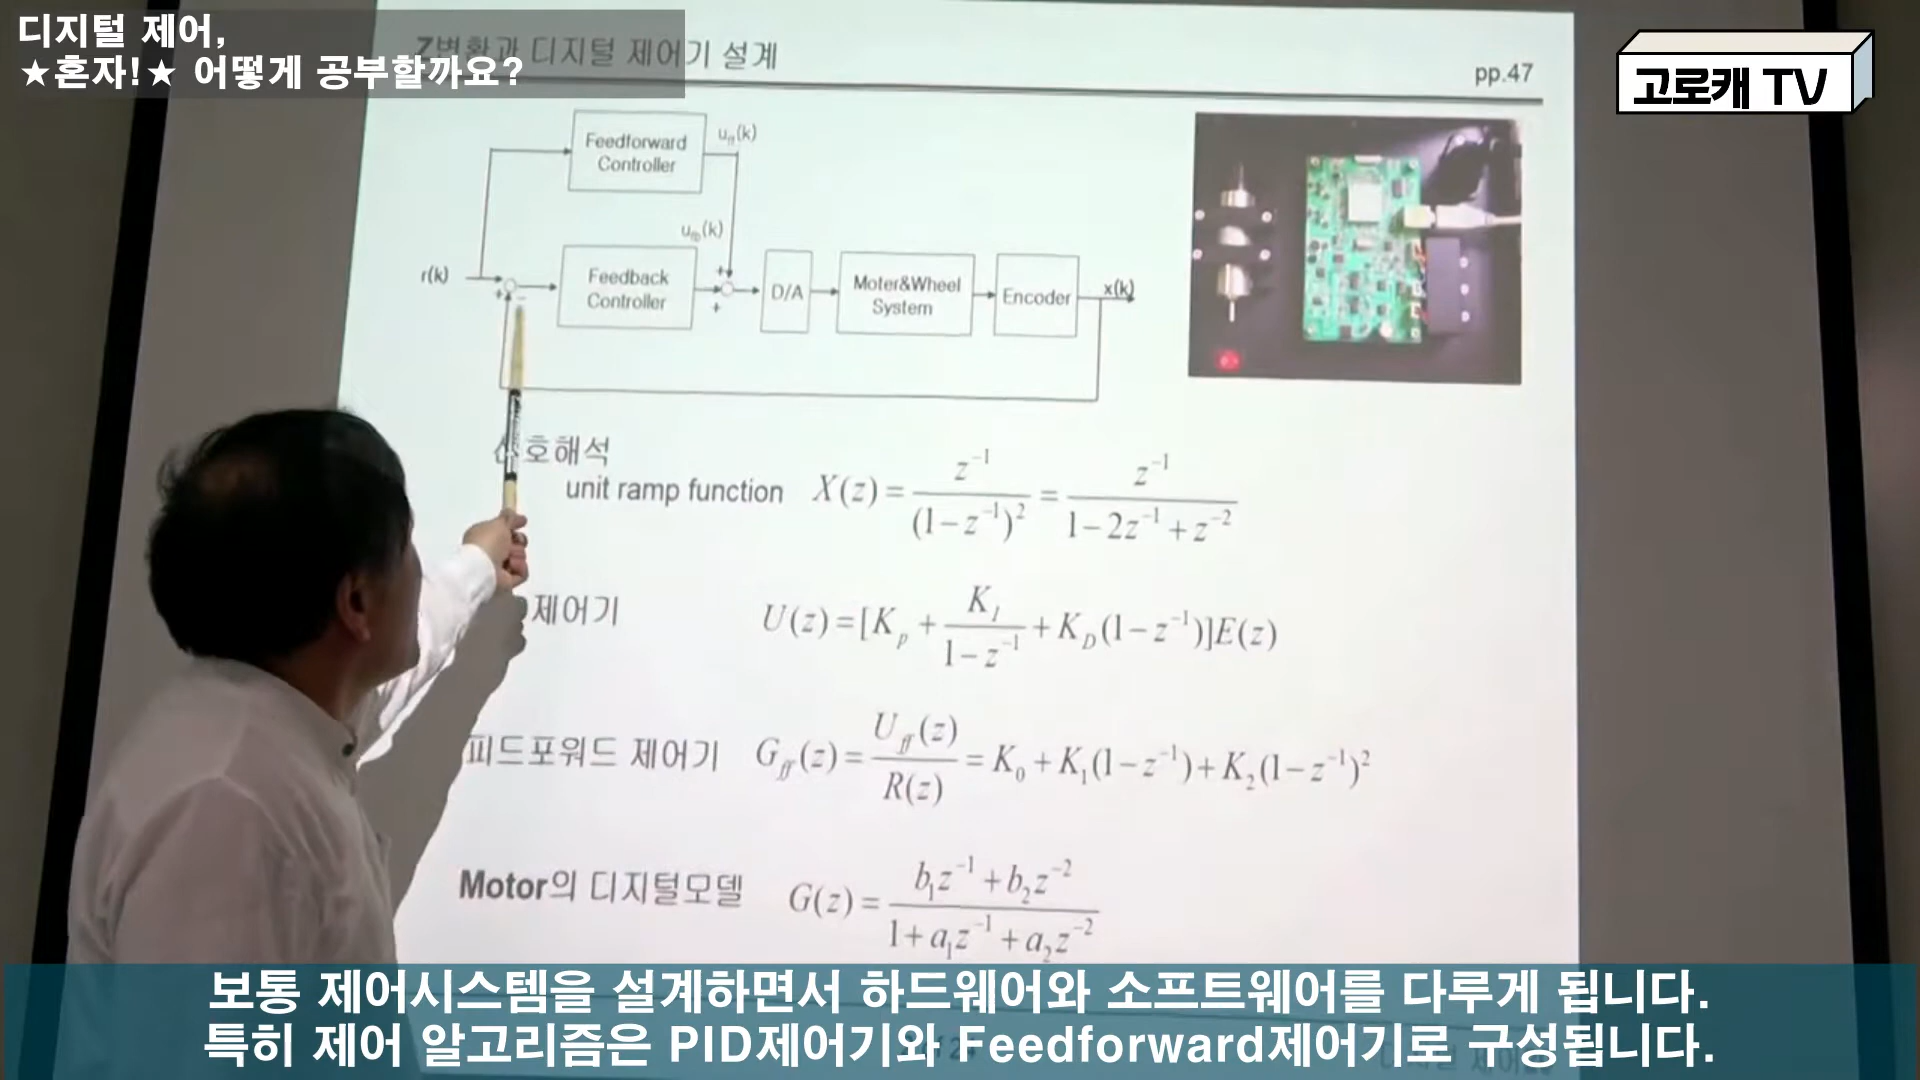 디지털 제어,
★혼자!★ 어떻게 공부할까요?
고로캐 TV
Z변환과 디지털 제어기 설계
pp.47
Feedforward
Controller
u_ff(k)
u_fb(k)
r(k)
+
-
Feedback
Controller
+
+
D/A
Moter&Wheel
System
Encoder
x(k)
호해석
unit ramp function X(z) = z^{-1} / (1-z^{-1})^2 = z^{-1} / (1-2z^{-1}+z^{-2})
제어기 U(z)=[K_p + K_I / (1-z^{-1}) + K_D(1-z^{-1})]E(z)
피드포워드 제어기 G_ff(z) = U_ff(z) / R(z) = K_0 + K_1(1-z^{-1}) + K_2(1-z^{-1})^2
Motor의 디지털모델 G(z) = (b_1z^{-1}+b_2z^{-2}) / (1+a_1z^{-1}+a_2z^{-2})
보통 제어시스템을 설계하면서 하드웨어와 소프트웨어를 다루게 됩니다.
특히 제어 알고리즘은 PID제어기와 Feedforward제어기로 구성됩니다.